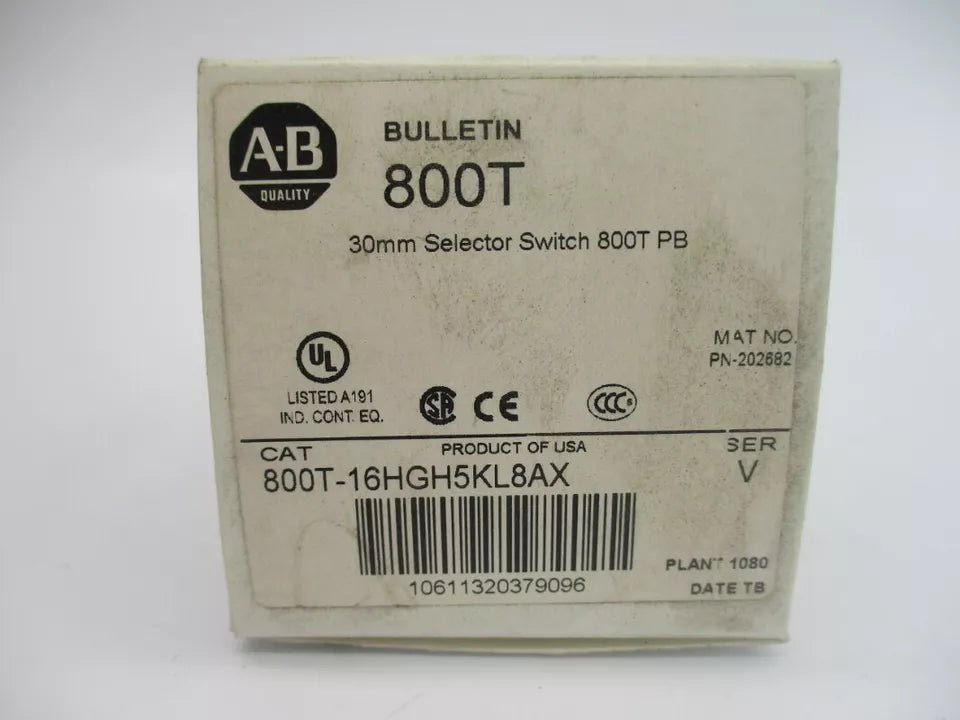 A-B
QUALITY
BULLETIN
800T
30mm Selector Switch 800T PB
MAT NO.
PN-202682
UL
LISTED A191
IND. CONT. EQ.
SA CE CCC S
PRODUCT OF USA
CAT
SER
800T-16HGH5KL8AX
V
10611320379096
PLANT 1080
DATE TB